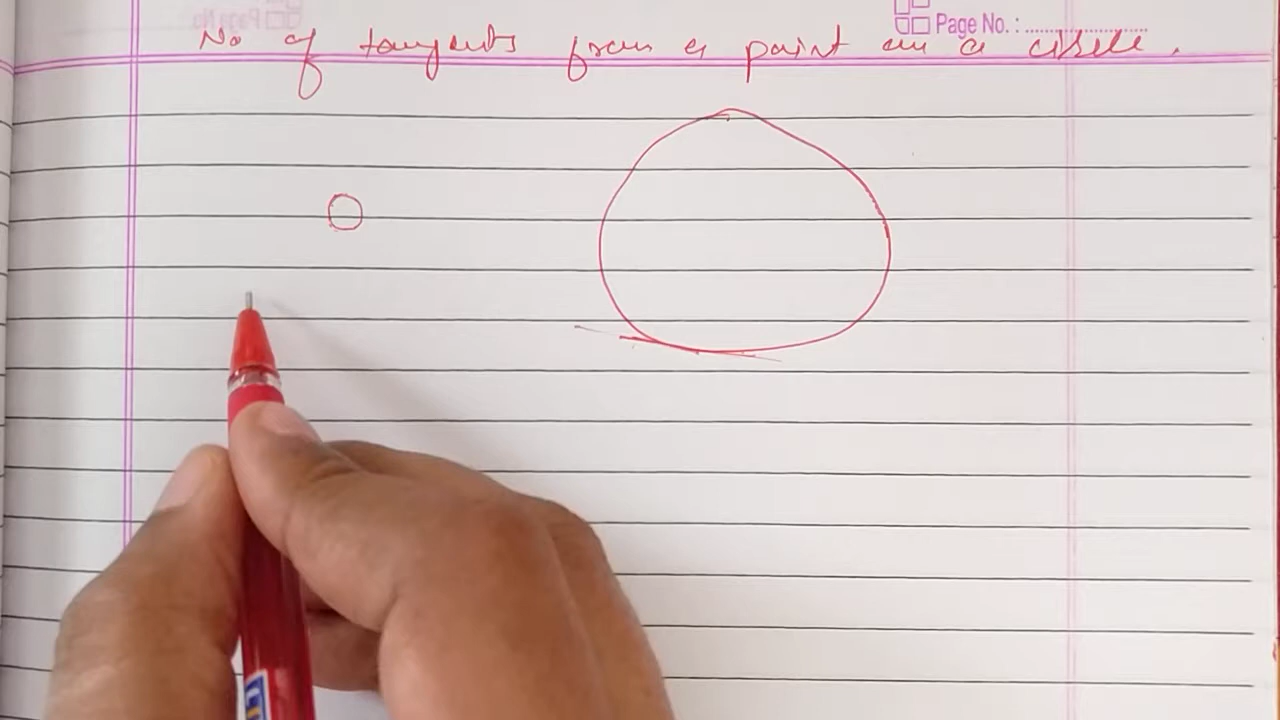 Page No. :
No of tangents from a point on a circle.